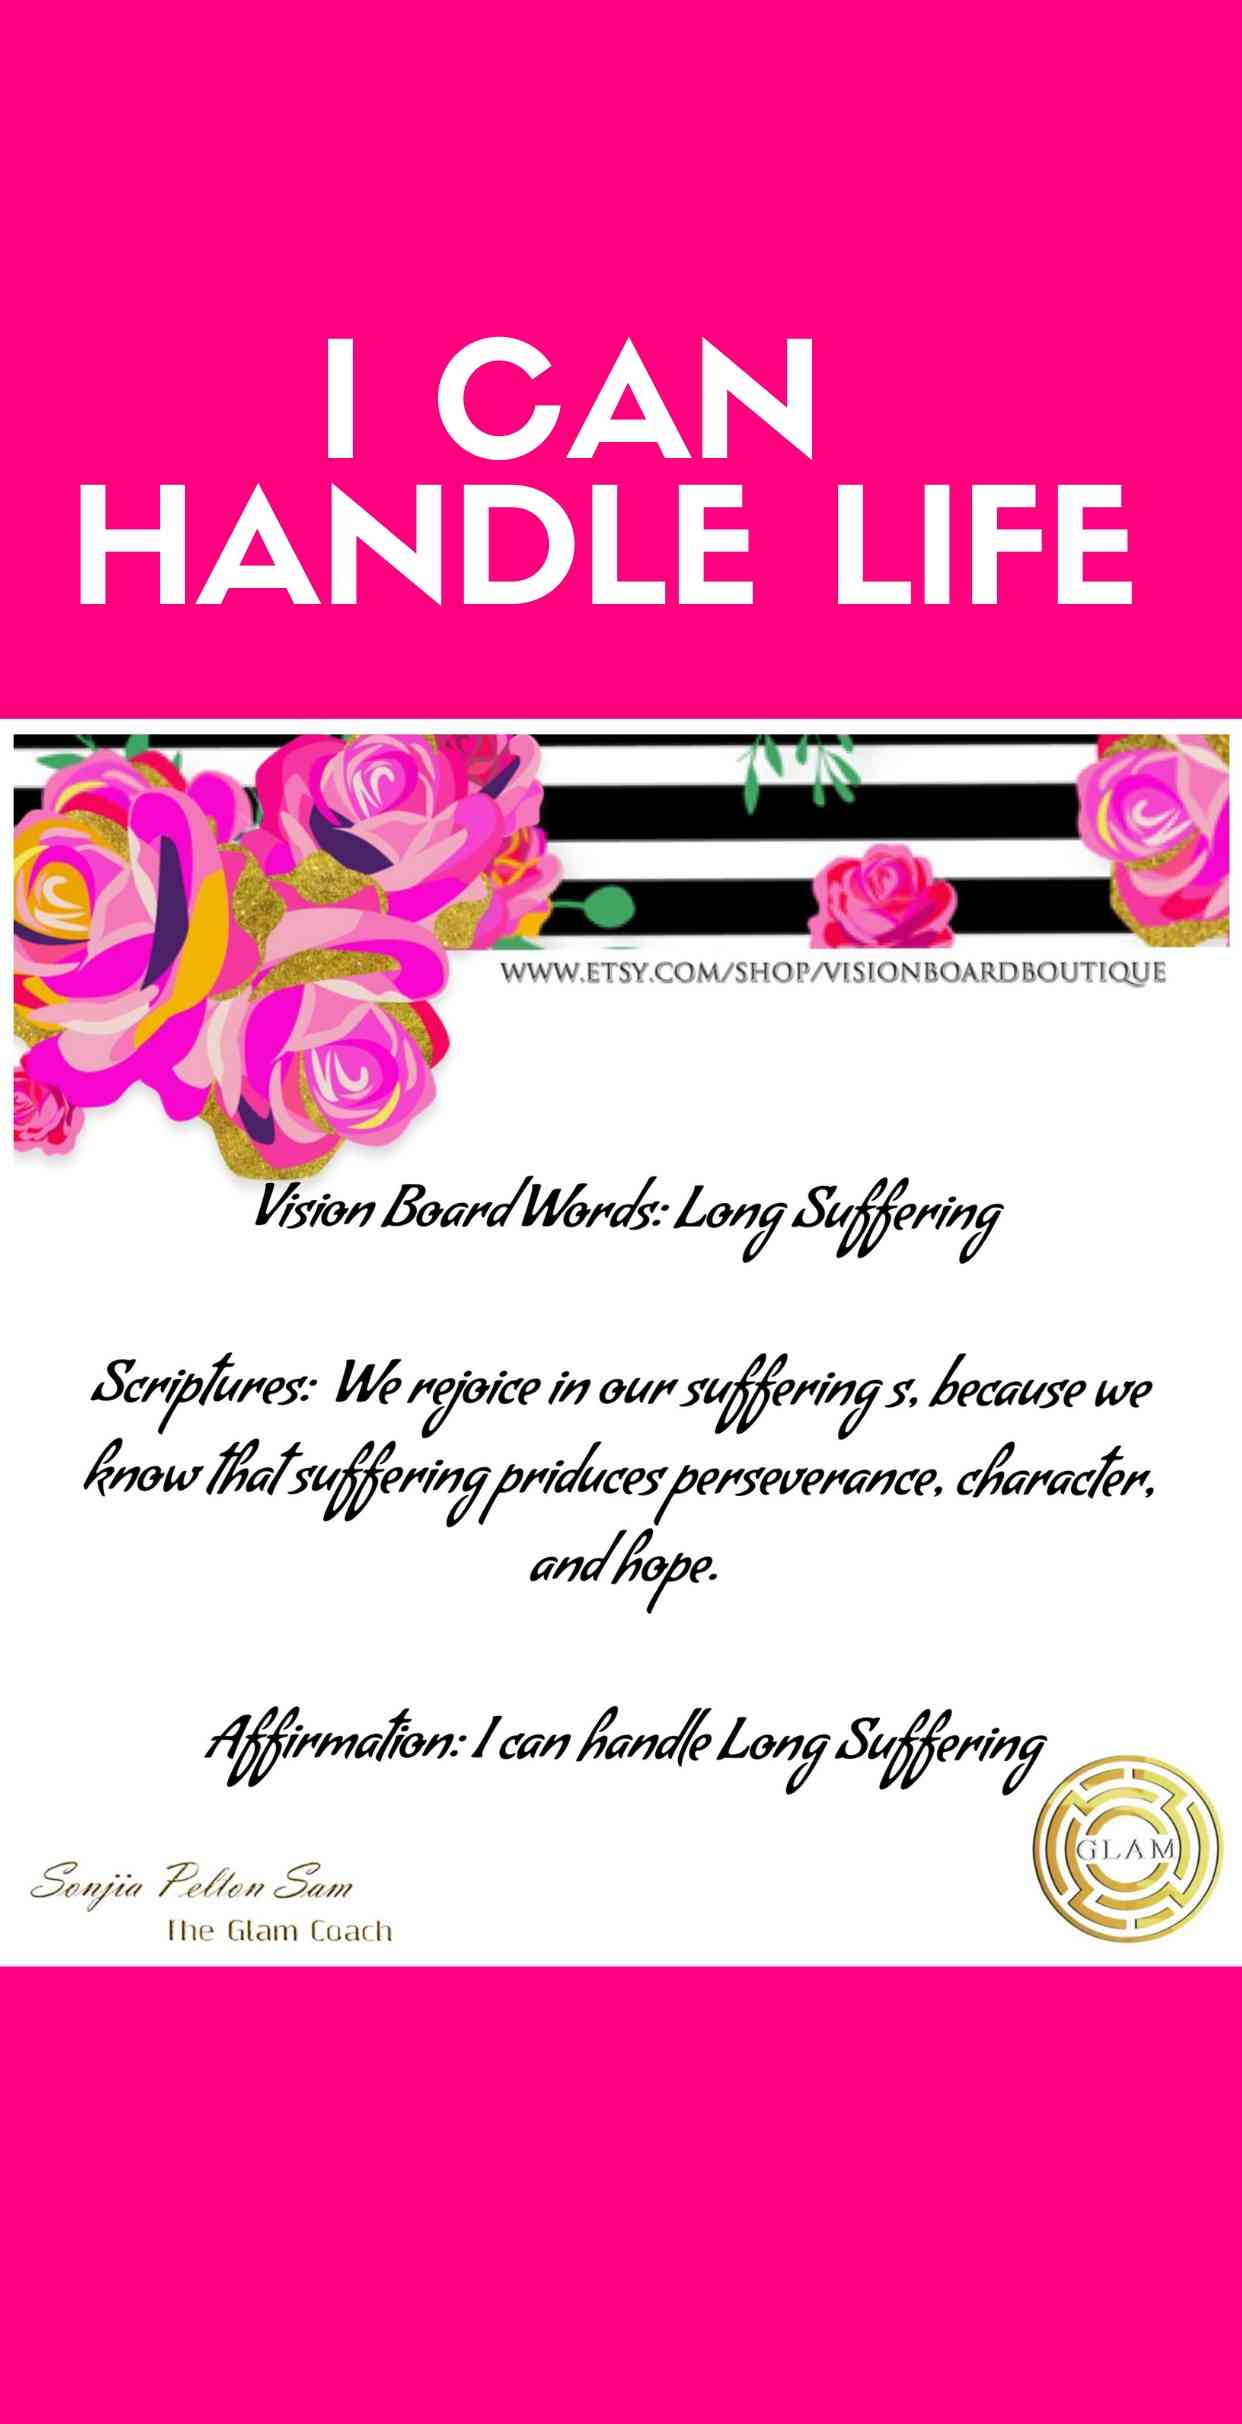 I CAN
HANDLE LIFE
WWW.ETSY.COM/SHOP/VISIONBOARDBOUTIQUE
Vision Board Words: Long Suffering
Scriptures: We rejoice in our suffering s, because we
know that suffering priduces perseverance, character,
and hope.
Affirmation: I can handle Long Suffering
GLAM
Sonjia Pelton Sam
The Glam Coach